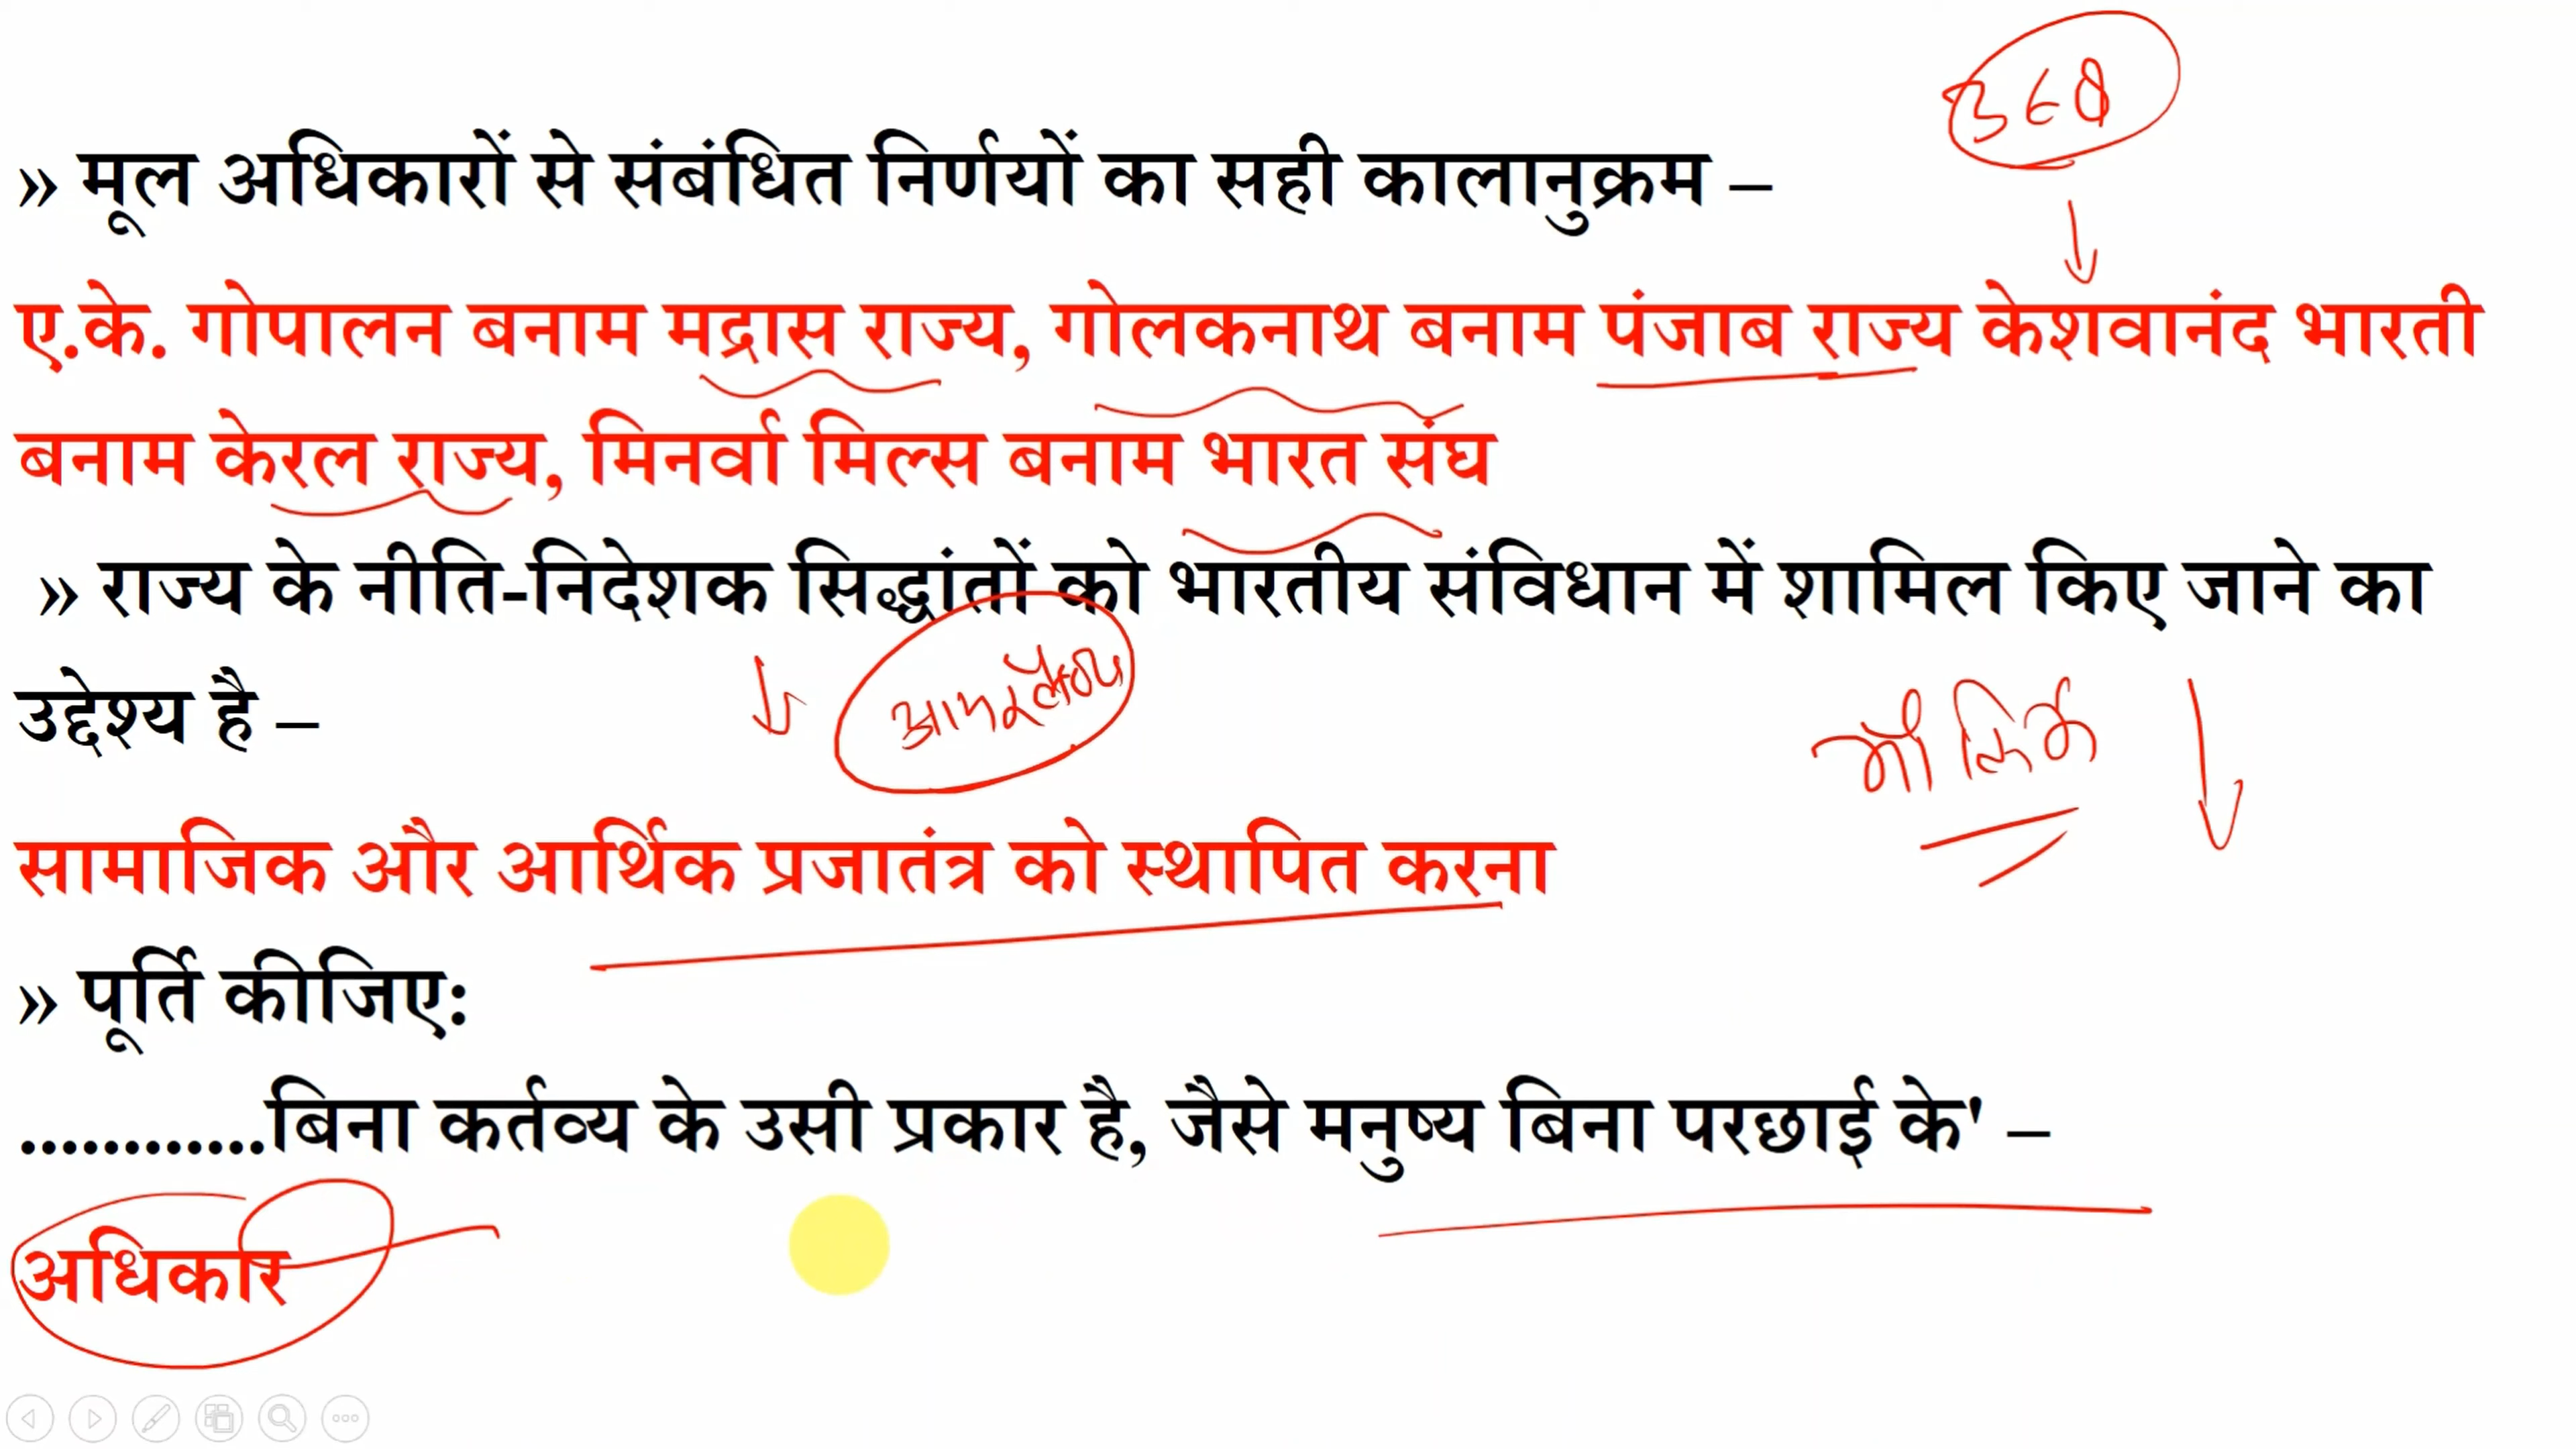 368
» मूल अधिकारों से संबंधित निर्णयों का सही कालानुक्रम –
ए.के. गोपालन बनाम मद्रास राज्य, गोलकनाथ बनाम पंजाब राज्य केशवानंद भारती
बनाम केरल राज्य, मिनर्वा मिल्स बनाम भारत संघ
» राज्य के नीति-निदेशक सिद्धांतों को भारतीय संविधान में शामिल किए जाने का
उद्देश्य है –
मौलिक
सामाजिक और आर्थिक प्रजातंत्र को स्थापित करना
» पूर्ति कीजिए:
............बिना कर्तव्य के उसी प्रकार है, जैसे मनुष्य बिना परछाई के' –
अधिकार